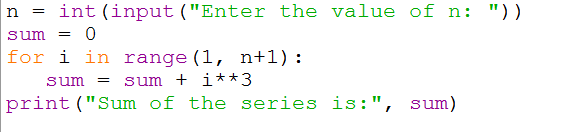 n = int(input("Enter the value of n: "))
sum = 0
for i in range(1, n+1):
   sum = sum + i**3
print("Sum of the series is:", sum)